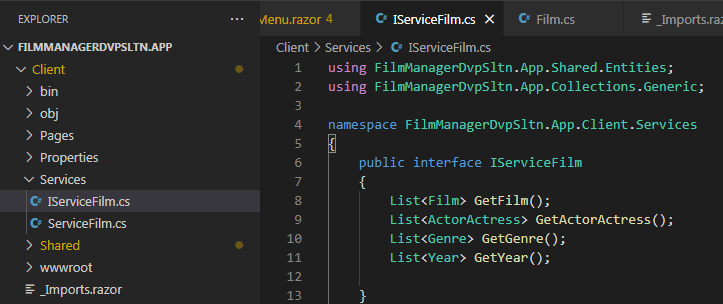 EXPLORER
FILMMANAGERDVPSLTN.APP
Client
bin
obj
Pages
Properties
Services
C# IServiceFilm.cs
C# ServiceFilm.cs
Shared
wwwroot
_Imports.razor
Menu.razor 4
C# IServiceFilm.cs
C# Film.cs
_Imports.razor
Client > Services > C# IServiceFilm.cs
1 using FilmManagerDvpSltn.App.Shared.Entities;
2 using FilmManagerDvpSltn.App.Collections.Generic;
3
4 namespace FilmManagerDvpSltn.App.Client.Services
5 {
6 public interface IServiceFilm
7 {
8 List<Film> GetFilm();
9 List<ActorActress> GetActorActress();
10 List<Genre> GetGenre();
11 List<Year> GetYear();
12
13 }